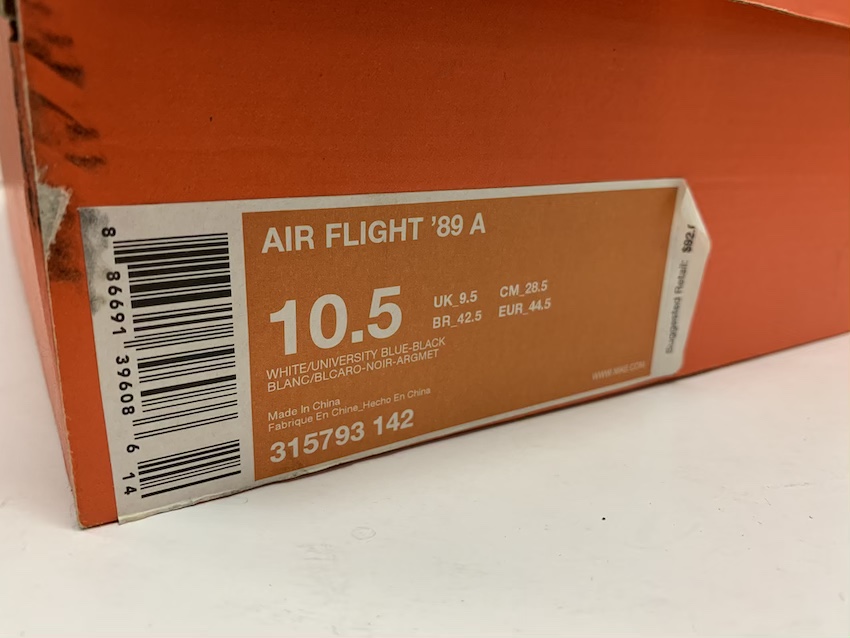 AIR FLIGHT ’89 A
10.5
UK_9.5 CM_28.5
BR_42.5 EUR_44.5
WHITE/UNIVERSITY BLUE-BLACK
BLANC/BLCARO-NOIR-ARGMET
Made In China
Fabrique En Chine_Hecho En China
315793 142
WWW.NIKE.COM
Suggested Retail:
8 86691 39608 6 14